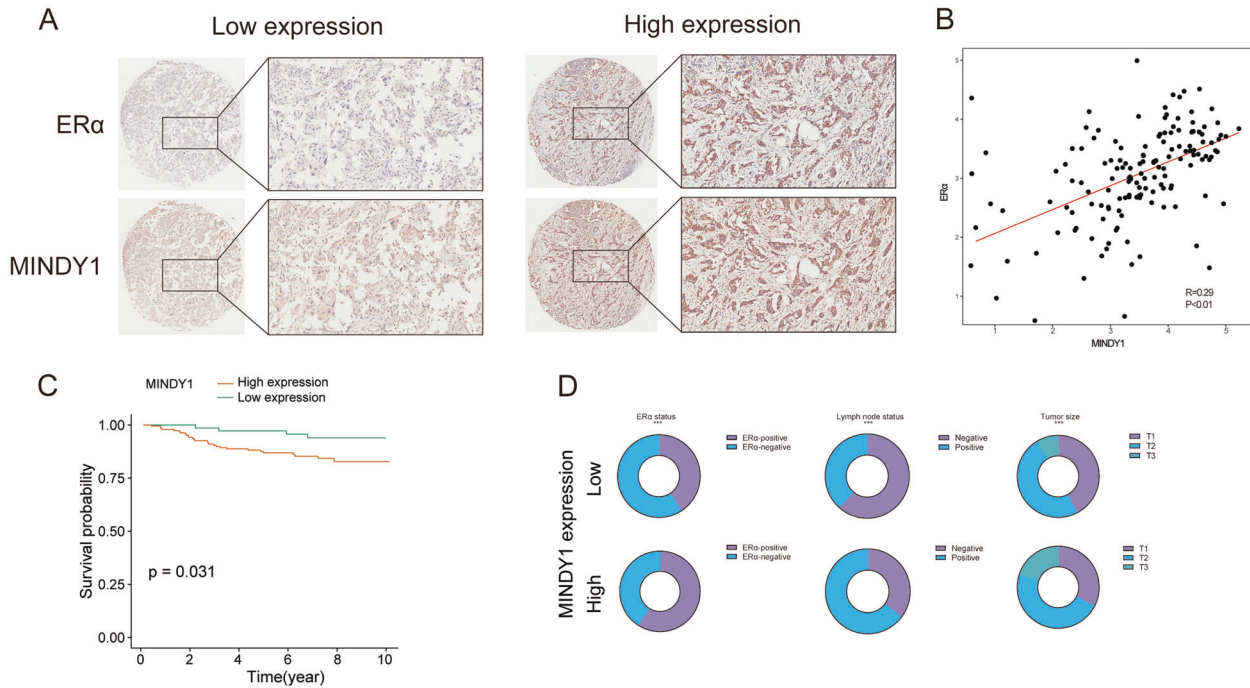 A
Low expression
High expression
ERα
MINDY1
B
5
4
3
2
1
ERα
1
2
3
4
5
MINDY1
R=0.29
P<0.01
C
MINDY1
High expression
Low expression
1.00
0.75
0.50
0.25
0.00
Survival probability
p = 0.031
0
2
4
6
8
10
Time(year)
D
MINDY1 expression
Low
High
ERα status
***
ERα-positive
ERα-negative
Lymph node status
***
Negative
Positive
Tumor size
***
T1
T2
T3
ERα-positive
ERα-negative
Negative
Positive
T1
T2
T3